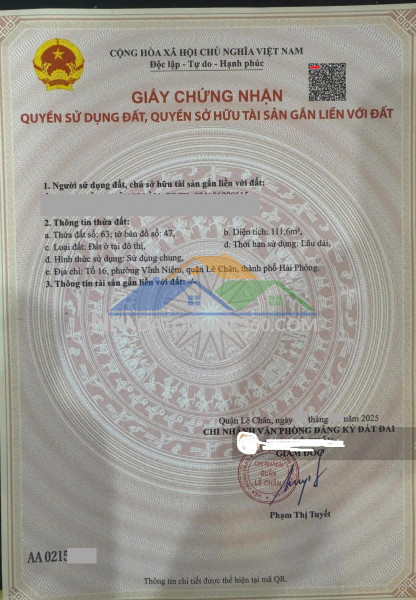 CỘNG HÒA XÃ HỘI CHỦ NGHĨA VIỆT NAM
Độc lập - Tự do - Hạnh phúc
GIẤY CHỨNG NHẬN
QUYỀN SỬ DỤNG ĐẤT, QUYỀN SỞ HỮU TÀI SẢN GẮN LIỀN VỚI ĐẤT
1. Người sử dụng đất, chủ sở hữu tài sản gắn liền với đất:
2. Thông tin thửa đất:
a. Thửa đất số: 63; tờ bản đồ số: 47, b. Diện tích: 111,6m²,
c. Loại đất: Đất ở tại đô thị, d. Thời hạn sử dụng: Lâu dài,
đ. Hình thức sử dụng: Sử dụng chung,
e. Địa chỉ: Tổ 16, phường Vĩnh Niệm, quận Lê Chân, thành phố Hải Phòng.
3. Thông tin tài sản gắn liền với đất: -/-
Quận Lê Chân, ngày tháng năm 2025
CHI NHÁNH VĂN PHÒNG ĐĂNG KÝ ĐẤT ĐAI
GIÁM ĐỐC
CHI NHÁNH
QUẬN
LÊ CHÂN
Phạm Thị Tuyết
AA 0215
Thông tin chi tiết được thể hiện tại mã QR.